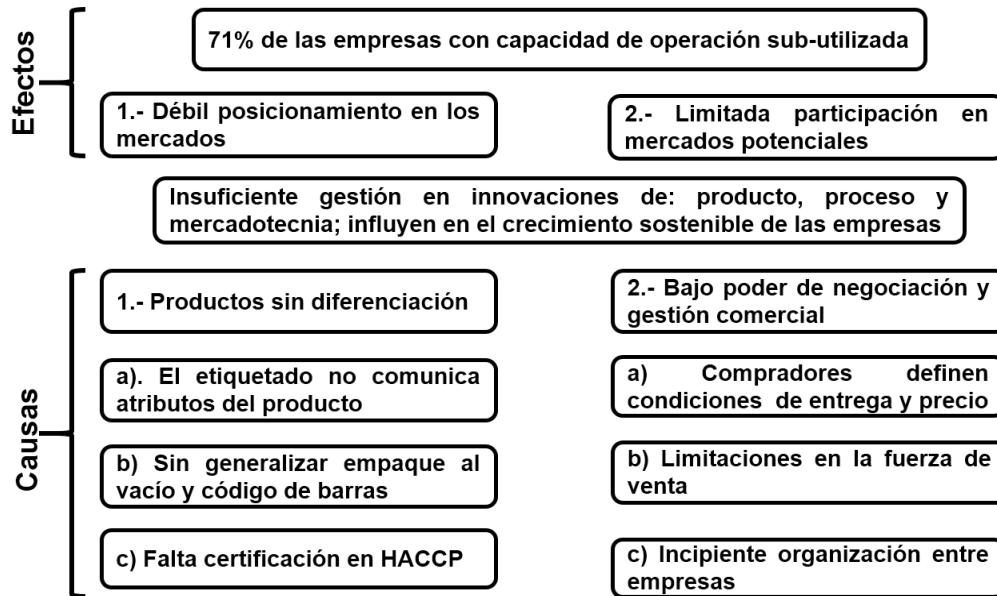 Efectos
71% de las empresas con capacidad de operación sub-utilizada
1.- Débil posicionamiento en los
mercados
2.- Limitada participación en
mercados potenciales
Insuficiente gestión en innovaciones de: producto, proceso y
mercadotecnia; influyen en el crecimiento sostenible de las empresas
Causas
1.- Productos sin diferenciación
2.- Bajo poder de negociación y
gestión comercial
a). El etiquetado no comunica
atributos del producto
a) Compradores definen
condiciones de entrega y precio
b) Sin generalizar empaque al
vacío y código de barras
b) Limitaciones en la fuerza de
venta
c) Falta certificación en HACCP
c) Incipiente organización entre
empresas